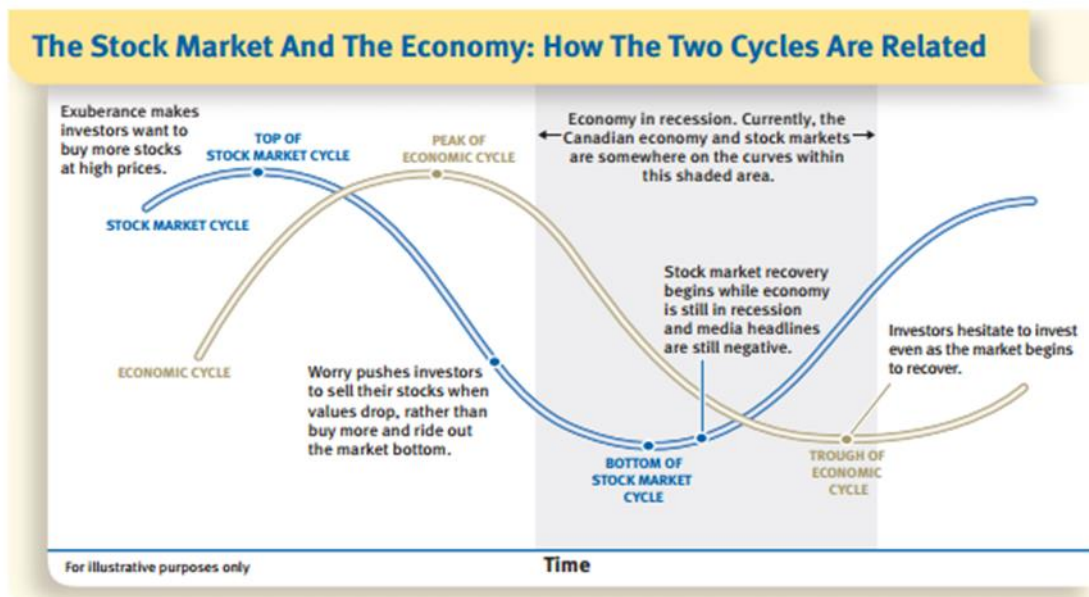 The Stock Market And The Economy: How The Two Cycles Are Related
Exuberance makes
investors want to
buy more stocks
at high prices.
TOP OF
STOCK MARKET CYCLE
PEAK OF
ECONOMIC CYCLE
Economy in recession. Currently, the
Canadian economy and stock markets
are somewhere on the curves within
this shaded area.
STOCK MARKET CYCLE
Stock market recovery
begins while economy
is still in recession
and media headlines
are still negative.
Investors hesitate to invest
even as the market begins
to recover.
ECONOMIC CYCLE
Worry pushes investors
to sell their stocks when
values drop, rather than
buy more and ride out
the market bottom.
BOTTOM OF
STOCK MARKET
CYCLE
TROUGH OF
ECONOMIC
CYCLE
For illustrative purposes only
Time